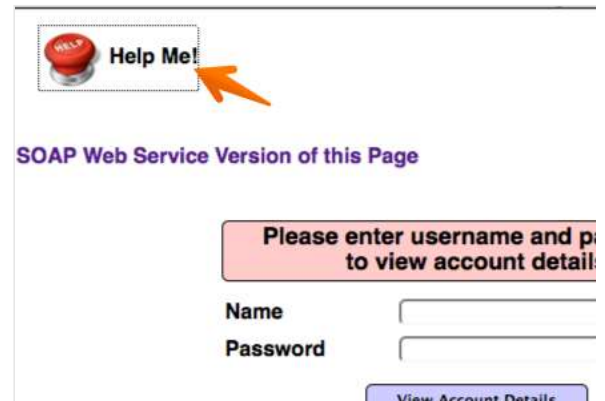 HELP
Help Me!
SOAP Web Service Version of this Page
Please enter username and
to view account details
Name
Password
View Account Details